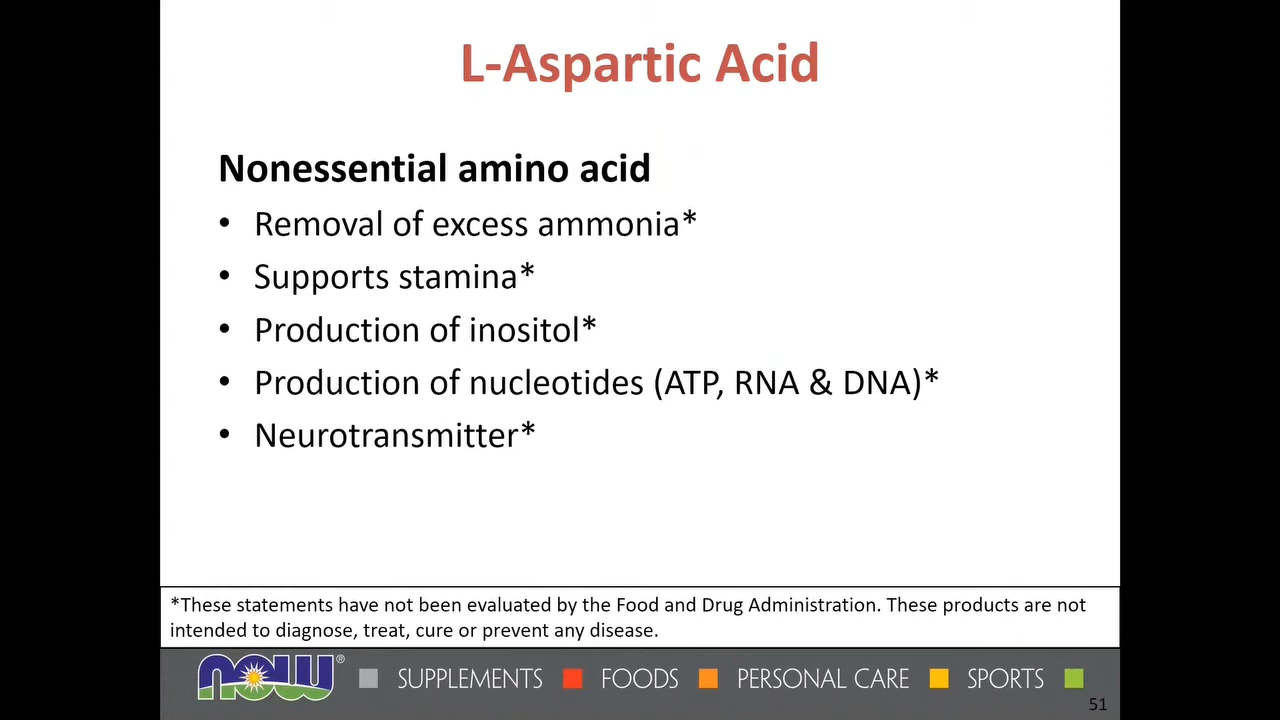 L-Aspartic Acid
Nonessential amino acid
• Removal of excess ammonia*
• Supports stamina*
• Production of inositol*
• Production of nucleotides (ATP, RNA & DNA)*
• Neurotransmitter*
*These statements have not been evaluated by the Food and Drug Administration. These products are not
intended to diagnose, treat, cure or prevent any disease.
NOW® SUPPLEMENTS FOODS PERSONAL CARE SPORTS
51